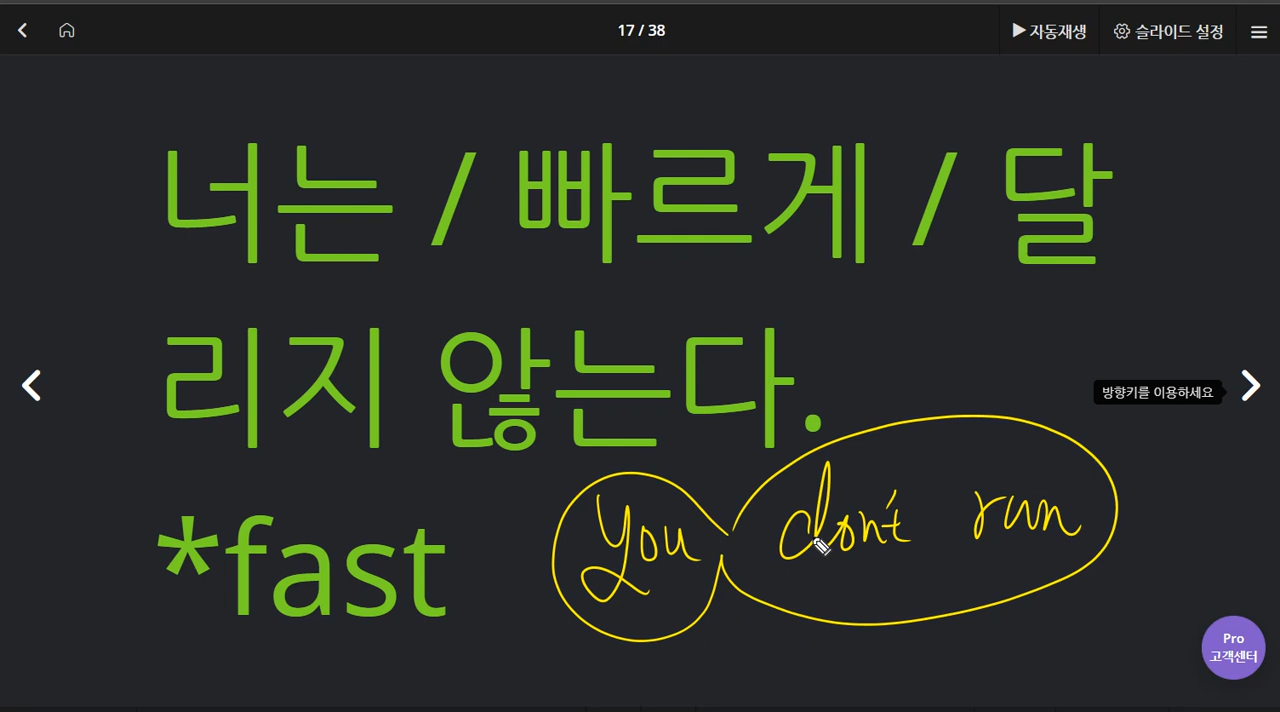 17 / 38
▶ 자동재생
슬라이드 설정
너는 / 빠르게 / 달
리지 않는다.
방향키를 이용하세요
*fast
You don't run
Pro
고객센터